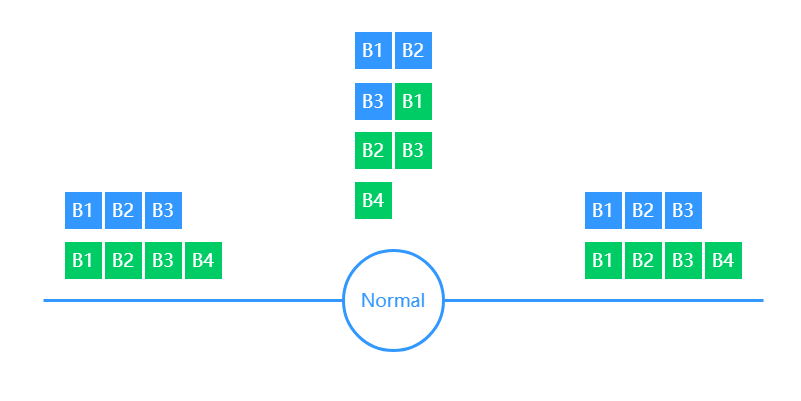 B1 B2
B3 B1
B2 B3
B4
B1 B2 B3
B1 B2 B3 B4
B1 B2 B3
B1 B2 B3 B4
Normal